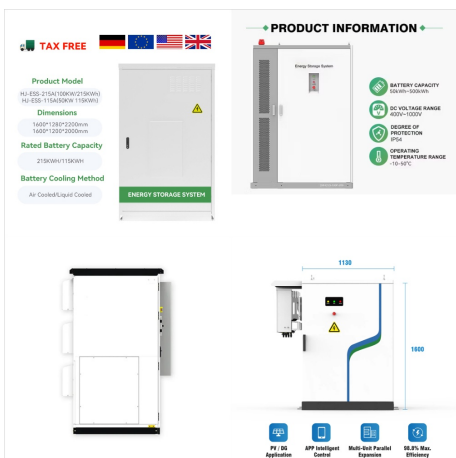 TAX FREE
Product Model
HJ-ESS-215A(100KW/215KWh)
HJ-ESS-115A(50KW 115KWh)
Dimensions
1600*1280*2200mm
1600*1200*2000mm
Rated Battery Capacity
215KWH/115KWH
Battery Cooling Method
Air Cooled/Liquid Cooled
ENERGY STORAGE SYSTEM
PRODUCT INFORMATION
Energy Storage System
BATTERY CAPACITY
50kWh~500kWh
DC VOLTAGE RANGE
400V~1000V
DEGREE OF
PROTECTION
IP54
OPERATING
TEMPERATURE RANGE
-10-50°C
1130
1600
PV / DG
Application
APP Intelligent
Control
Multi-Unit Parallel
Expansion
98.8% Max.
Efficiency